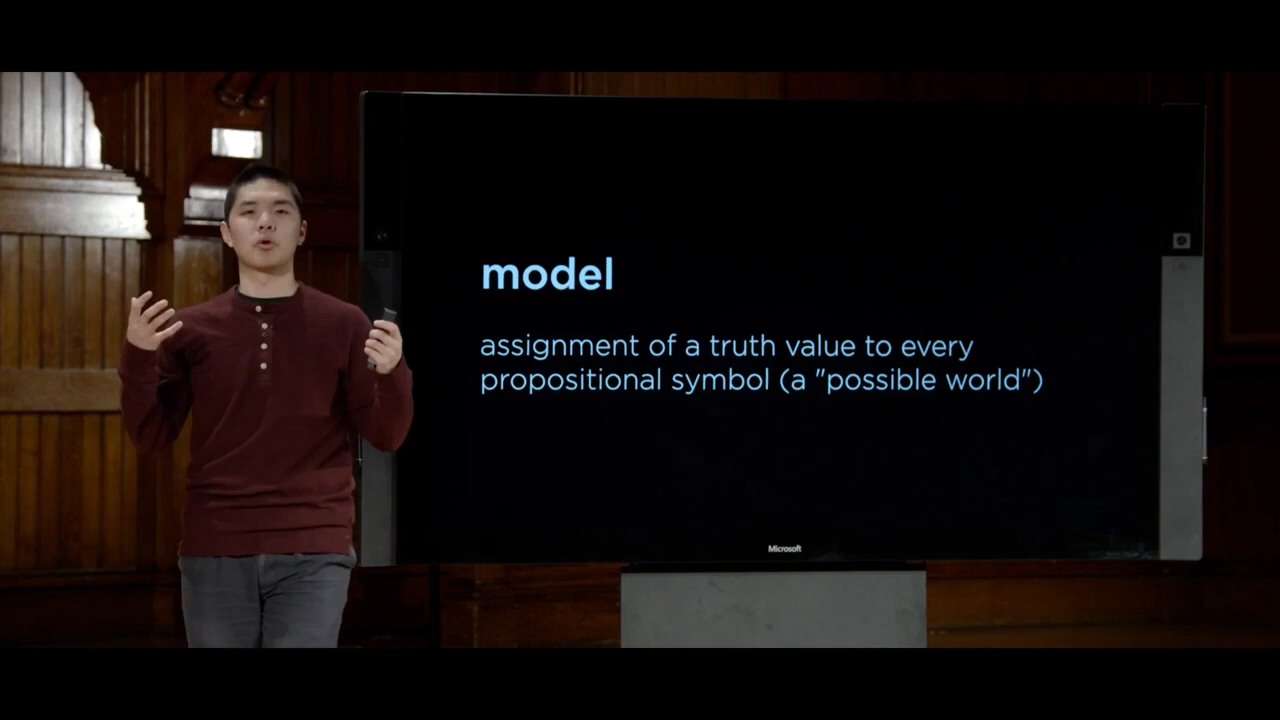 model
assignment of a truth value to every
propositional symbol (a "possible world")
Microsoft